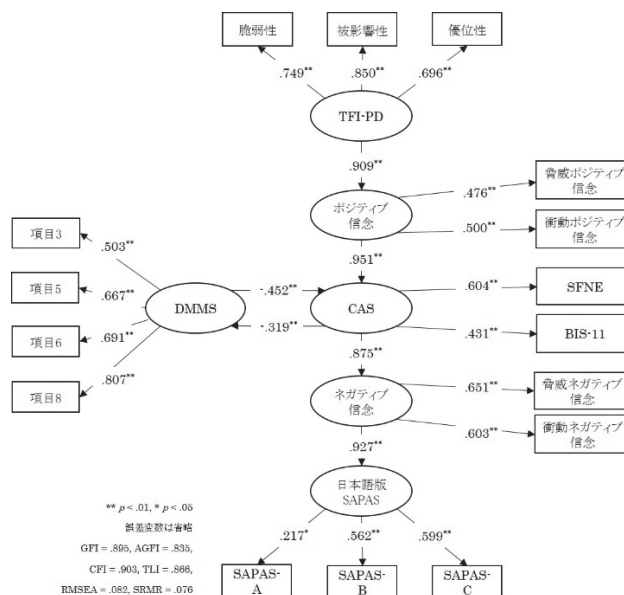 脆弱性
被影響性
優位性
.749**
.850**
.696**
TFI-PD
.909**
ポジティブ
信念
.476**
脅威ポジティブ
信念
.500**
衝動ポジティブ
信念
.951**
項目3
.503**
項目5
.667**
項目6
.691**
項目8
.807**
DMMS
-.452**
-.319**
CAS
.604**
SFNE
.431**
BIS-11
.875**
ネガティブ
信念
.651**
脅威ネガティブ
信念
.603**
衝動ネガティブ
信念
.927**
日本語版
SAPAS
.217*
.562**
.599**
SAPAS-
A
SAPAS-
B
SAPAS-
C
** p < .01, * p < .05
誤差変数は省略
GFI = .895, AGFI = .835,
CFI = .903, TLI = .866,
RMSEA = .082, SRMR = .076